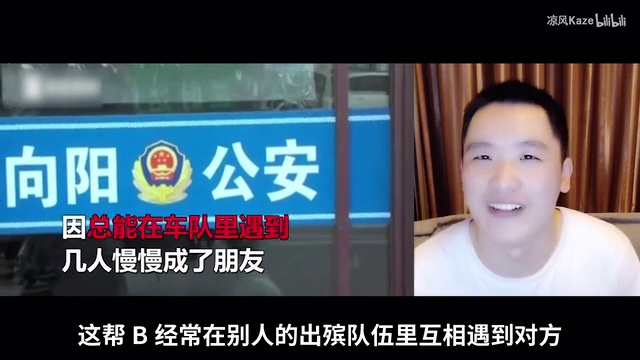 凉风Kaze bilibili
向阳 公安
因总能在车队里遇到
几人慢慢成了朋友
这帮 B 经常在别人的出殡队伍里互相遇到对方